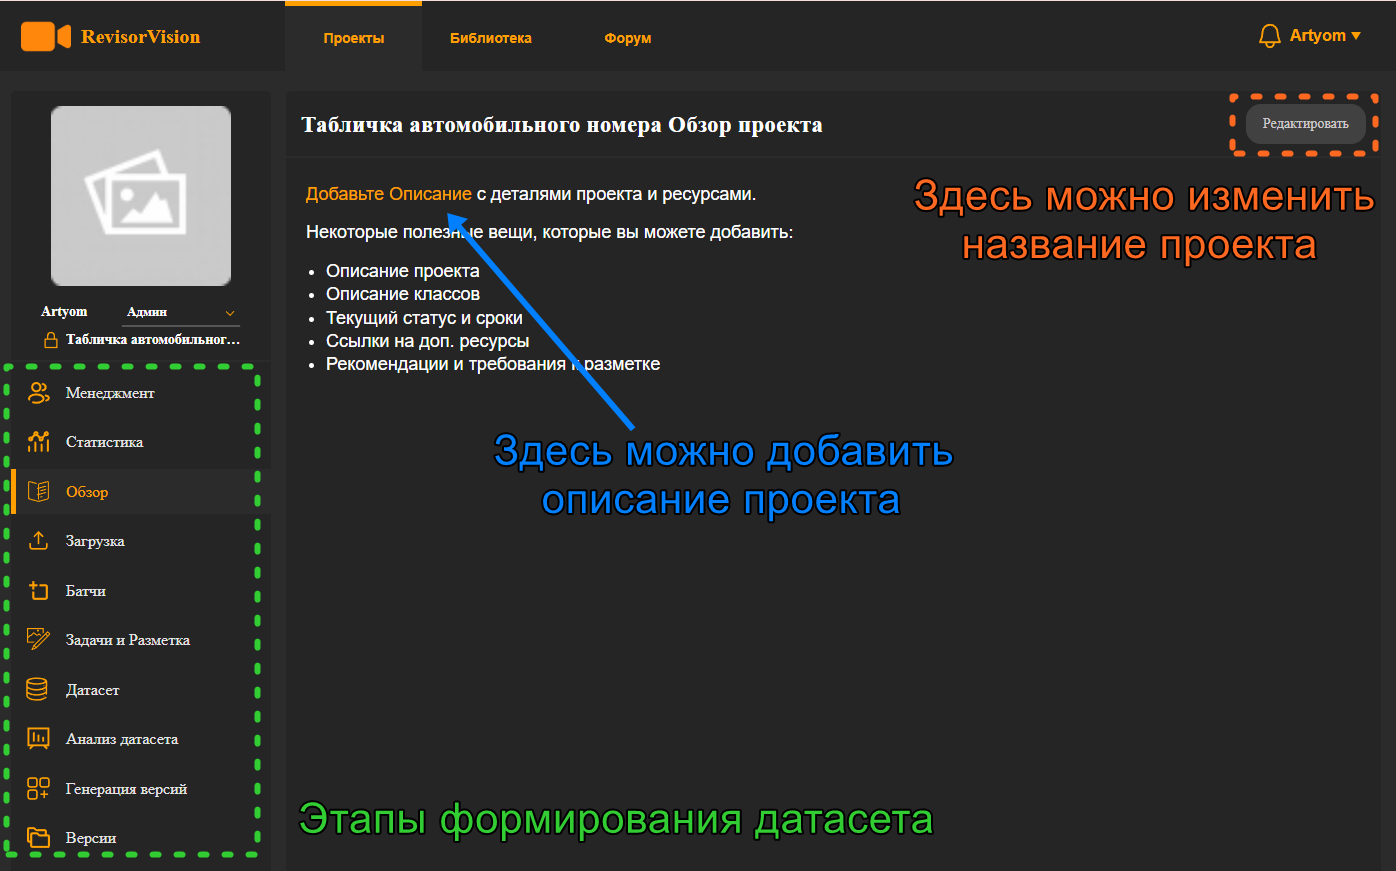 RevisorVision
Проекты
Библиотека
Форум
Artyom
Табличка автомобильного номера Обзор проекта
Редактировать
Добавьте Описание с деталями проекта и ресурсами.
Здесь можно изменить
название проекта
Некоторые полезные вещи, которые вы можете добавить:
Описание проекта
Описание классов
Текущий статус и сроки
Ссылки на доп. ресурсы
Рекомендации и требования к разметке
Здесь можно добавить
описание проекта
Artyom
Админ
Табличка автомобильног...
Менеджмент
Статистика
Обзор
Загрузка
Батчи
Задачи и Разметка
Датасет
Анализ датасета
Генерация версий
Версии
Этапы формирования датасета